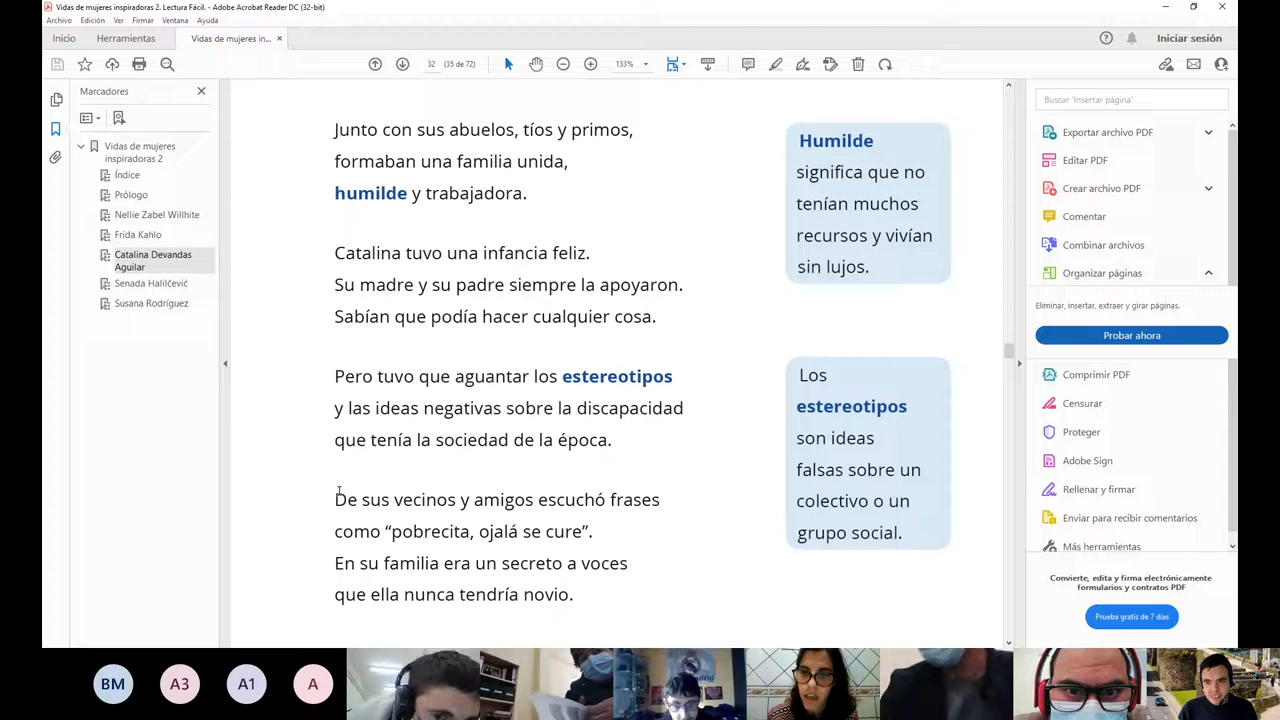 Vidas de mujeres inspiradoras 2. Lectura Fácil. - Adobe Acrobat Reader DC (32-bit)
Archivo Edición Ver Firmar Ventana Ayuda
Inicio Herramientas Vidas de mujeres in... × Iniciar sesión
32 (35 de 72) 133%
Marcadores
Vidas de mujeres
inspiradoras 2
Índice
Prólogo
Nellie Zabel Willhite
Frida Kahlo
Catalina Devandas
Aguilar
Senada Halilčević
Susana Rodríguez
Junto con sus abuelos, tíos y primos,
formaban una familia unida,
humilde y trabajadora.
Catalina tuvo una infancia feliz.
Su madre y su padre siempre la apoyaron.
Sabían que podía hacer cualquier cosa.
Pero tuvo que aguantar los estereotipos
y las ideas negativas sobre la discapacidad
que tenía la sociedad de la época.
De sus vecinos y amigos escuchó frases
como “pobrecita, ojalá se cure”.
En su familia era un secreto a voces
que ella nunca tendría novio.
Humilde
significa que no
tenían muchos
recursos y vivían
sin lujos.
Los
estereotipos
son ideas
falsas sobre un
colectivo o un
grupo social.
Buscar 'Insertar página'
Exportar archivo PDF
Editar PDF
Crear archivo PDF
Comentar
Combinar archivos
Organizar páginas
Eliminar, insertar, extraer y girar páginas.
Probar ahora
Comprimir PDF
Censurar
Proteger
Adobe Sign
Rellenar y firmar
Enviar para recibir comentarios
Más herramientas
Convierte, edita y firma electrónicamente
formularios y contratos PDF
Prueba gratis de 7 días
BM A3 A1 A